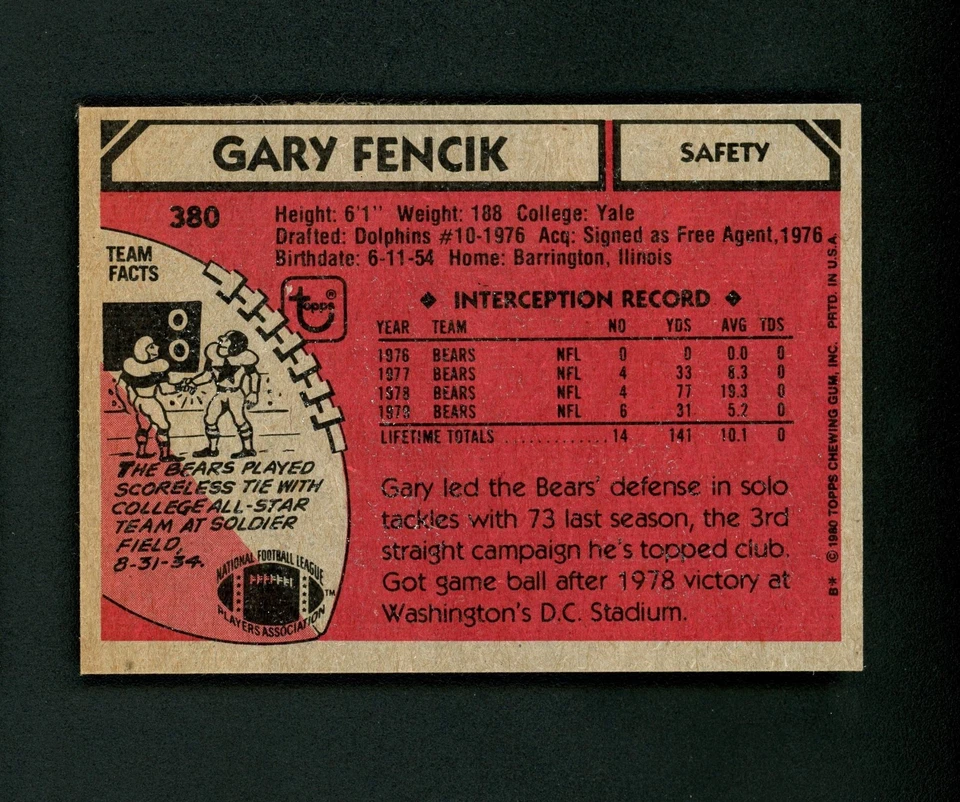 GARY FENCIK
SAFETY
380
Height: 6'1" Weight: 188 College: Yale
Drafted: Dolphins #10-1976 Acq: Signed as Free Agent, 1976
Birthdate: 6-11-54 Home: Barrington, Illinois
TEAM
FACTS
0
0
THE BEARS PLAYED
SCORELESS TIE WITH
COLLEGE ALL-STAR
TEAM AT SOLDIER
FIELD,
8-31-34.
NATIONAL FOOTBALL LEAGUE
PLAYERS ASSOCIATION
TM
topps®
◆ INTERCEPTION RECORD ◆
YEAR TEAM NO YDS AVG TDS
1976 BEARS NFL 0 0 0.0 0
1977 BEARS NFL 4 33 8.3 0
1978 BEARS NFL 4 77 19.3 0
1979 BEARS NFL 6 31 5.2 0
LIFETIME TOTALS ............ 14 141 10.1 0
Gary led the Bears' defense in solo
tackles with 73 last season, the 3rd
straight campaign he's topped club.
Got game ball after 1978 victory at
Washington's D.C. Stadium.
B* © 1980 TOPPS CHEWING GUM, INC. PRTD. IN U.S.A.